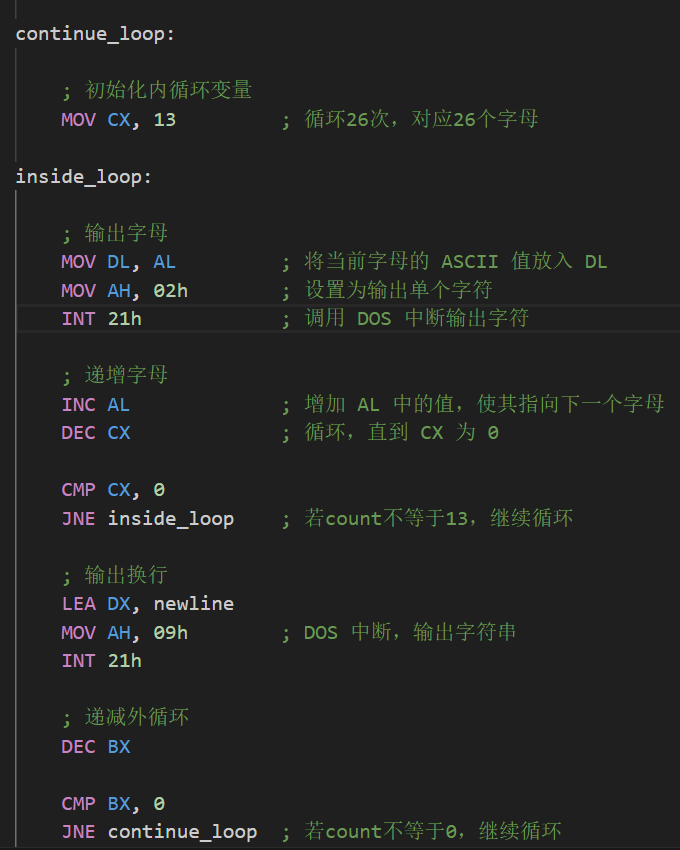 continue_loop:
; 初始化内循环变量
MOV CX, 13 ; 循环26次，对应26个字母
inside_loop:
; 输出字母
MOV DL, AL ; 将当前字母的 ASCII 值放入 DL
MOV AH, 02h ; 设置为输出单个字符
INT 21h ; 调用 DOS 中断输出字符
; 递增字母
INC AL ; 增加 AL 中的值，使其指向下一个字母
DEC CX ; 循环，直到 CX 为 0
CMP CX, 0
JNE inside_loop ; 若count不等于13，继续循环
; 输出换行
LEA DX, newline
MOV AH, 09h ; DOS 中断，输出字符串
INT 21h
; 递减外循环
DEC BX
CMP BX, 0
JNE continue_loop ; 若count不等于0，继续循环